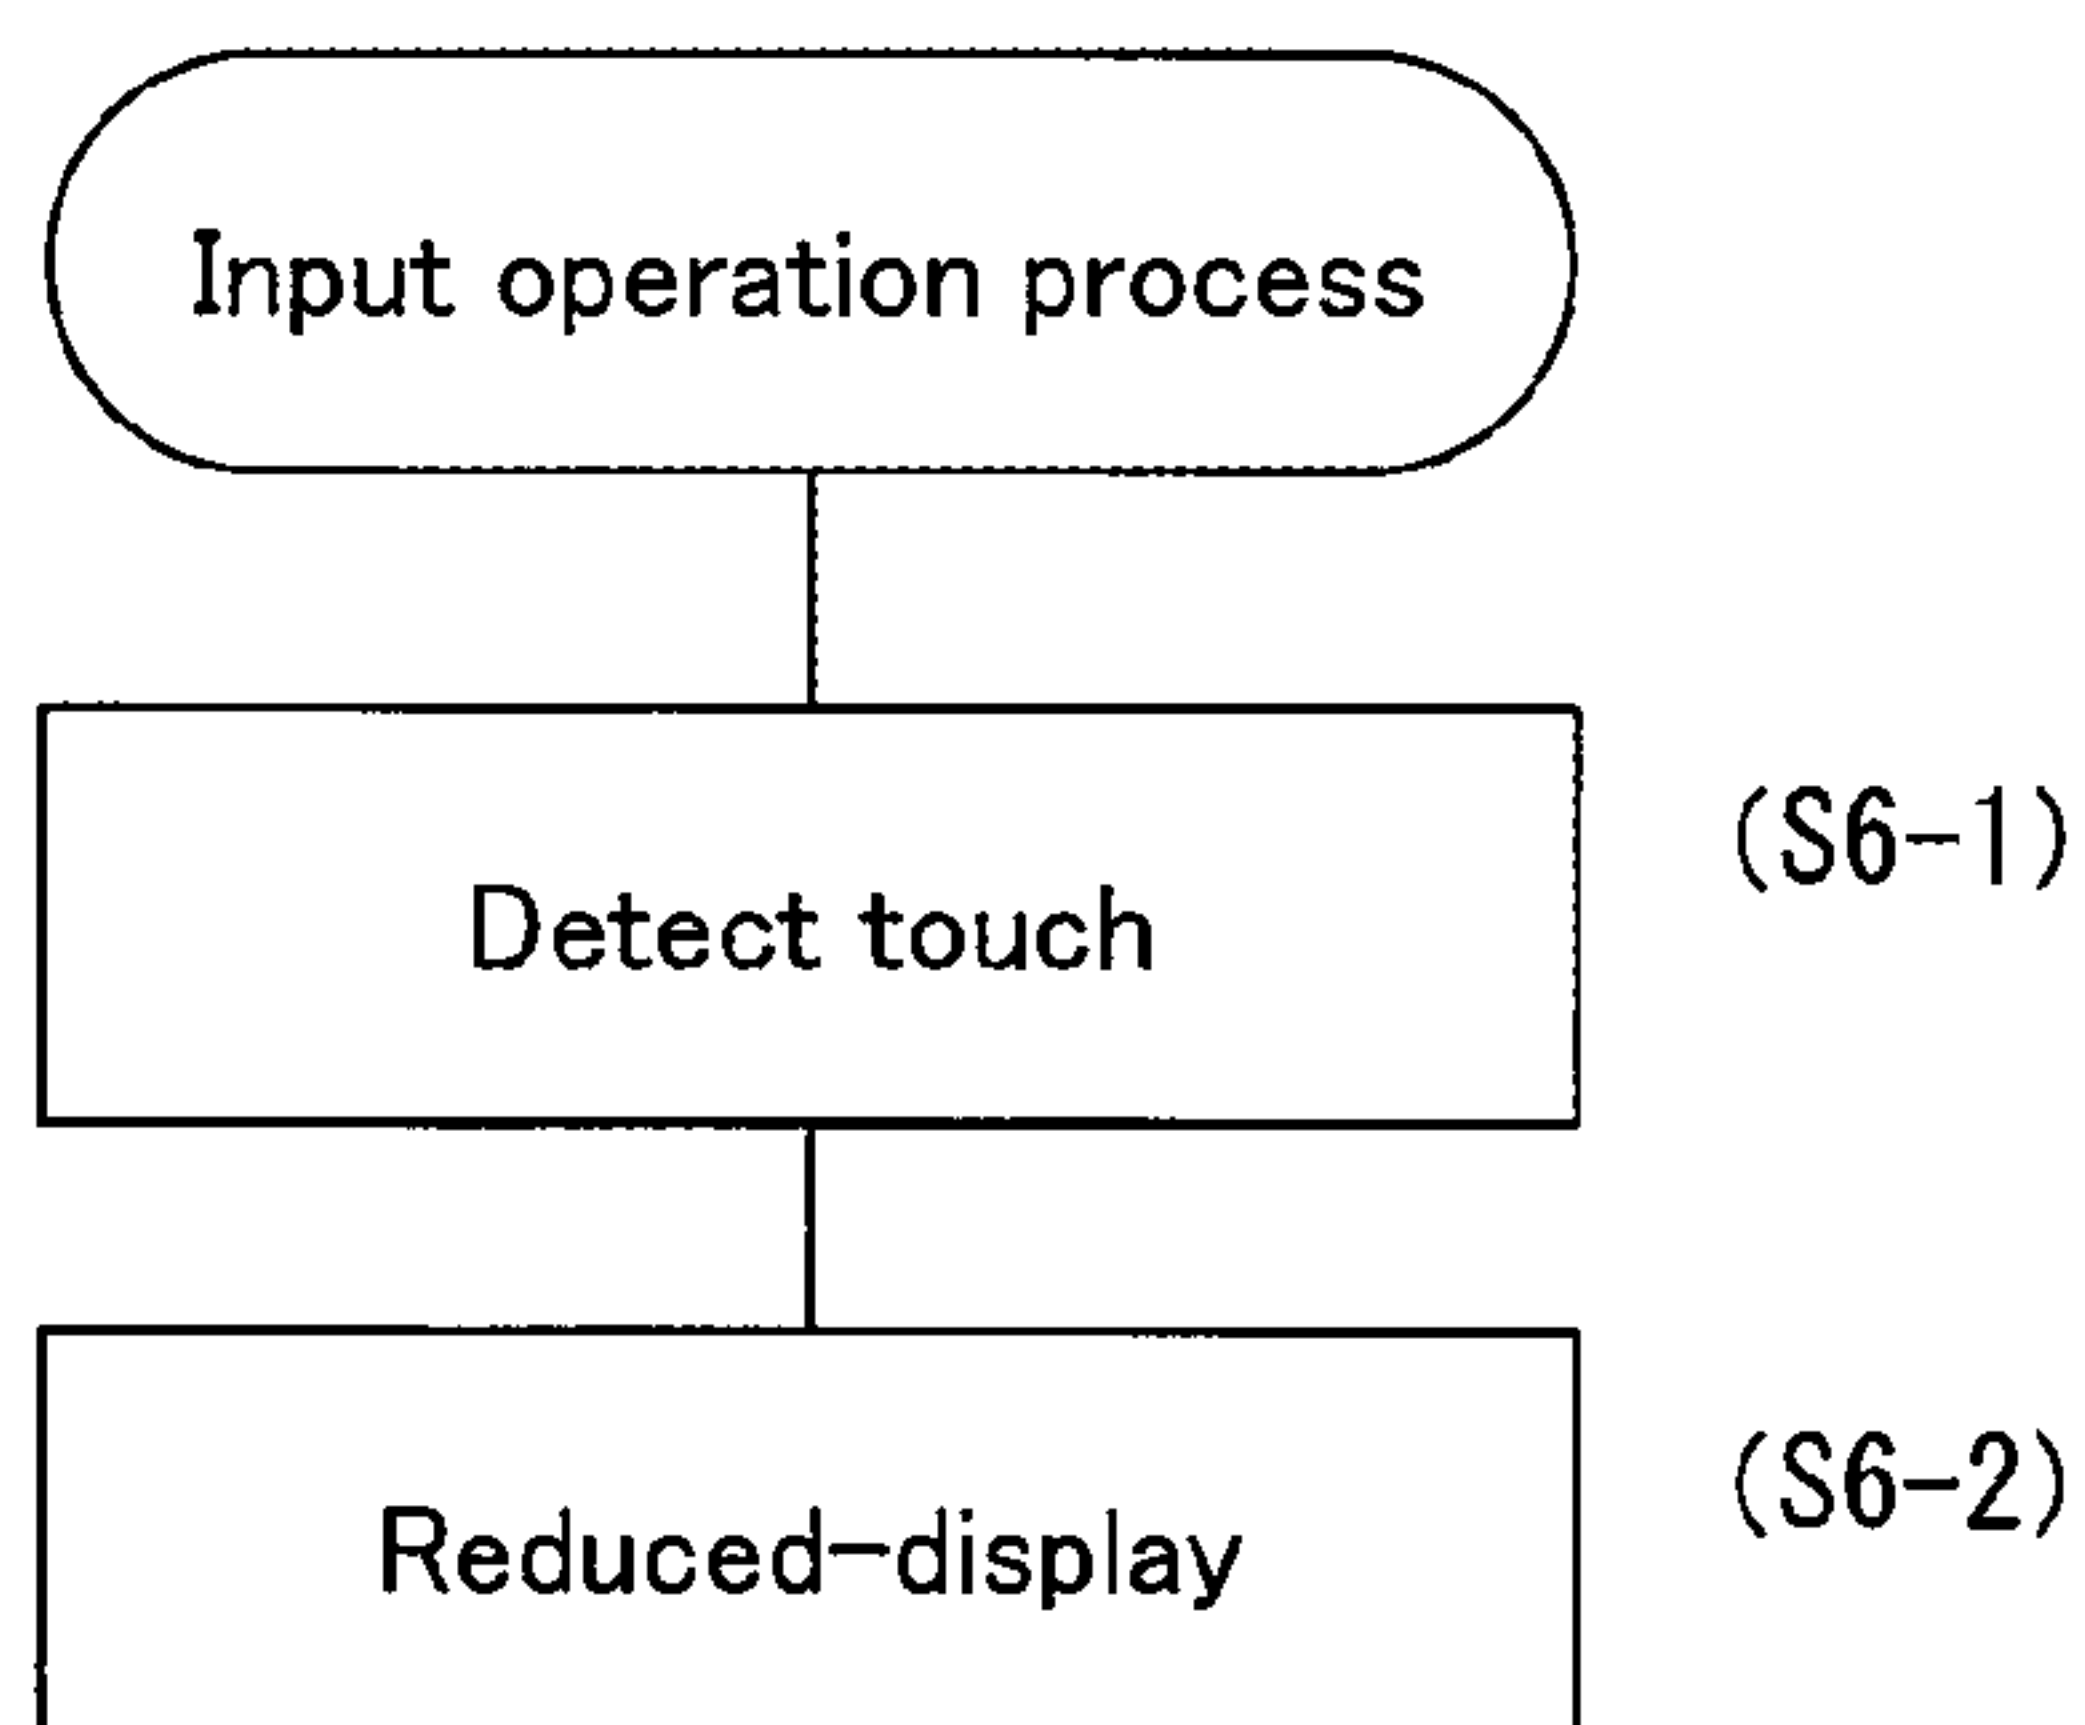 Input operation process
(S6-1)
Detect touch
(S6-2)
Reduced-display